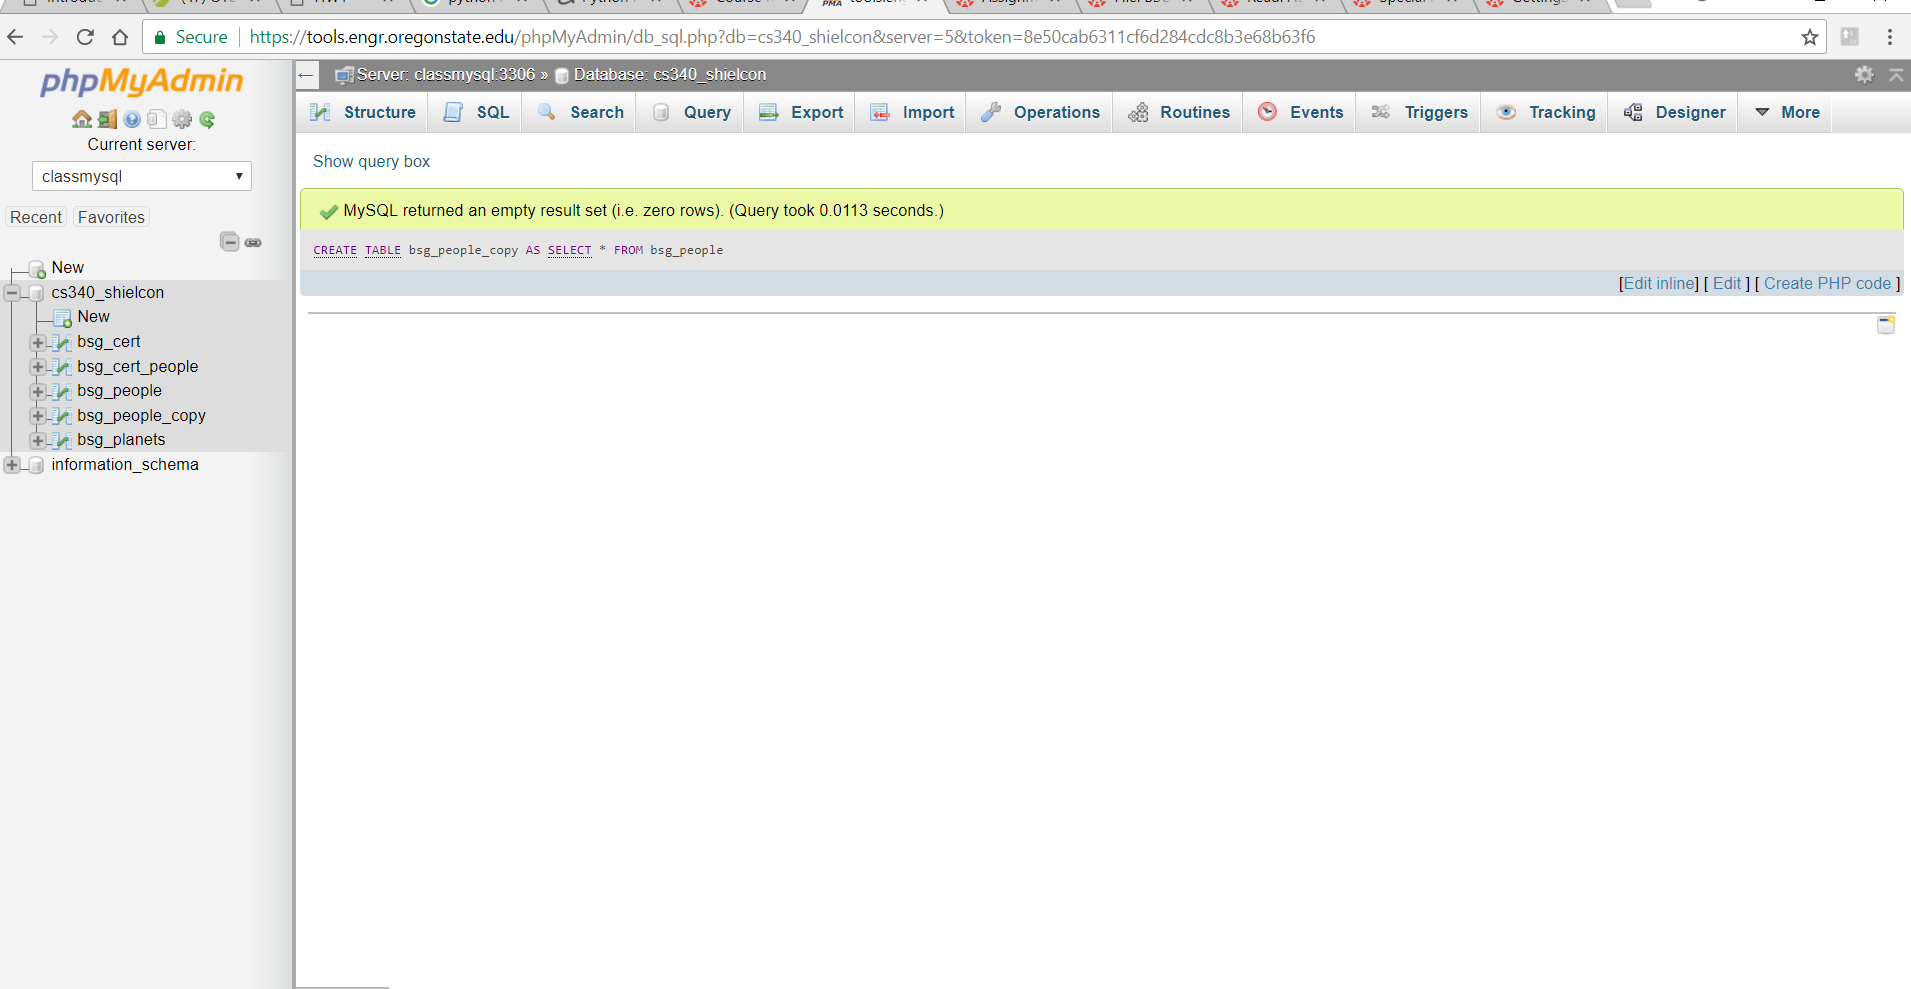 Secure
https://tools.engr.oregonstate.edu/phpMyAdmin/db_sql.php?db=cs340_shielcon&server=5&token=8e50cab6311cf6d284cdc8b3e68b63f6
phpMyAdmin
Current server:
classmysql
Recent Favorites
New
cs340_shielcon
New
bsg_cert
bsg_cert_people
bsg_people
bsg_people_copy
bsg_planets
information_schema
Server: classmysql:3306 » Database: cs340_shielcon
Structure SQL Search Query Export Import Operations Routines Events Triggers Tracking Designer More
Show query box
MySQL returned an empty result set (i.e. zero rows). (Query took 0.0113 seconds.)
CREATE TABLE bsg_people_copy AS SELECT * FROM bsg_people
[Edit inline] [ Edit ] [ Create PHP code ]